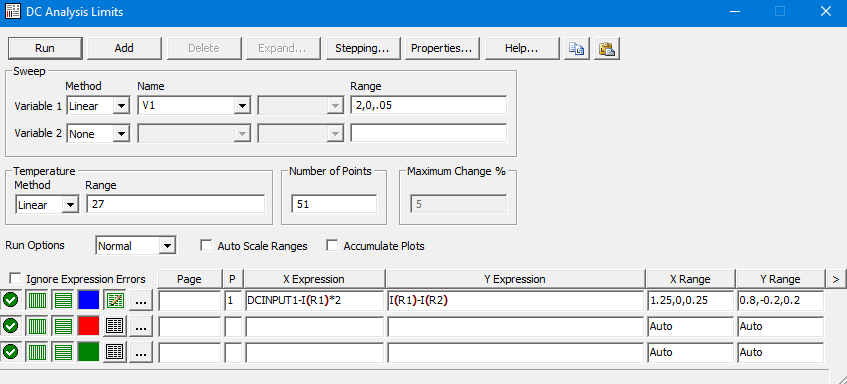 DC Analysis Limits
Run Add Delete Expand... Stepping... Properties... Help...
Sweep
Method Name Range
Variable 1 Linear V1 2,0,.05
Variable 2 None
Temperature Number of Points Maximum Change %
Method Range
Linear 27 51 5
Run Options Normal Auto Scale Ranges Accumulate Plots
Ignore Expression Errors Page P X Expression Y Expression X Range Y Range >
... 1 DCINPUT1-I(R1)*2 I(R1)-I(R2) 1.25,0,0.25 0.8,-0.2,0.2
... Auto Auto
... Auto Auto